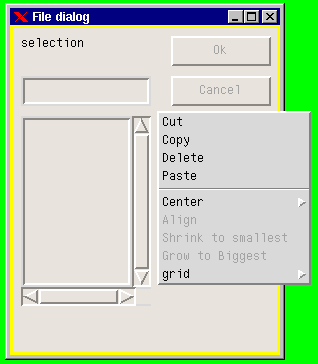 File dialog
selection
Ok
Cancel
Cut
Copy
Delete
Paste
Center
Align
Shrink to smallest
Grow to Biggest
grid